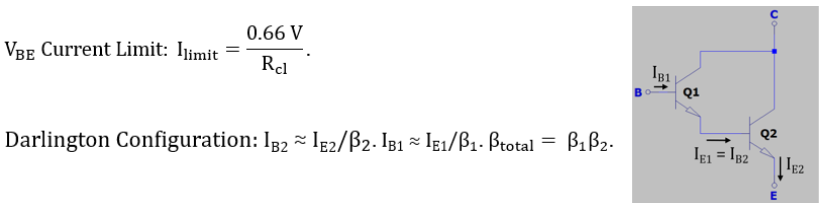 V_BE Current Limit: I_limit = 0.66 V / R_cl.
Darlington Configuration: I_B2 ≈ I_E2/β_2. I_B1 ≈ I_E1/β_1. β_total = β_1β_2.
C
I_B1
B
Q1
Q2
I_E1 = I_B2
I_E2
E